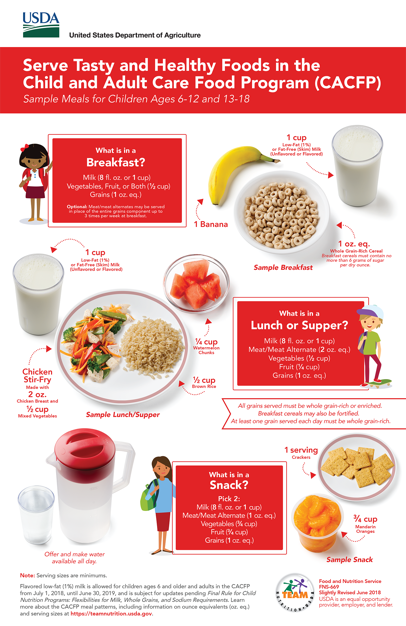 USDA
United States Department of Agriculture
Serve Tasty and Healthy Foods in the
Child and Adult Care Food Program (CACFP)
Sample Meals for Children Ages 6-12 and 13-18
What is in a
Breakfast?
Milk (8 fl. oz. or 1 cup)
Vegetables, Fruit, or Both (½ cup)
Grains (1 oz. eq.)
Optional: Meat/meat alternates may be served
in place of the entire grains component up to
3 times per week at breakfast.
1 cup
Low-Fat (1%)
or Fat-Free (Skim) Milk
(Unflavored or Flavored)
1 Banana
1 oz. eq.
Whole Grain-Rich Cereal
Breakfast cereals must contain no
more than 6 grams of sugar
per dry ounce.
Sample Breakfast
1 cup
Low-Fat (1%)
or Fat-Free (Skim) Milk
(Unflavored or Flavored)
¼ cup
Watermelon
Chunks
½ cup
Brown Rice
Chicken
Stir-Fry
Made with
2 oz.
Chicken Breast and
½ cup
Mixed Vegetables
Sample Lunch/Supper
What is in a
Lunch or Supper?
Milk (8 fl. oz. or 1 cup)
Meat/Meat Alternate (2 oz. eq.)
Vegetables (½ cup)
Fruit (¼ cup)
Grains (1 oz. eq.)
All grains served must be whole grain-rich or enriched.
Breakfast cereals may also be fortified.
At least one grain served each day must be whole grain-rich.
Offer and make water
available all day.
What is in a
Snack?
Pick 2:
Milk (8 fl. oz. or 1 cup)
Meat/Meat Alternate (1 oz. eq.)
Vegetables (¾ cup)
Fruit (¾ cup)
Grains (1 oz. eq.)
1 serving
Crackers
¾ cup
Mandarin
Oranges
Sample Snack
Note: Serving sizes are minimums.
Flavored low-fat (1%) milk is allowed for children ages 6 and older and adults in the CACFP
from July 1, 2018, until June 30, 2019, and is subject for updates pending Final Rule for Child
Nutrition Programs: Flexibilities for Milk, Whole Grains, and Sodium Requirements. Learn
more about the CACFP meal patterns, including information on ounce equivalents (oz. eq.)
and serving sizes at https://teamnutrition.usda.gov.
TEAM
Food and Nutrition Service
FNS-669
Slightly Revised June 2018
USDA is an equal opportunity
provider, employer, and lender.